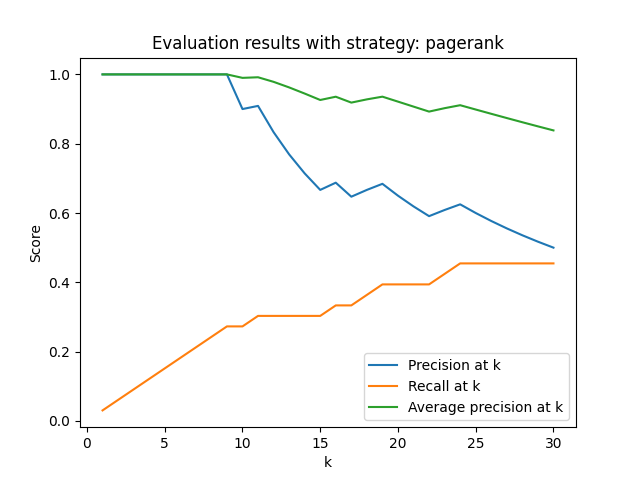 Evaluation results with strategy: pagerank
Score
1.0
0.8
0.6
0.4
0.2
0.0
0 5 10 15 20 25 30
k
Precision at k
Recall at k
Average precision at k